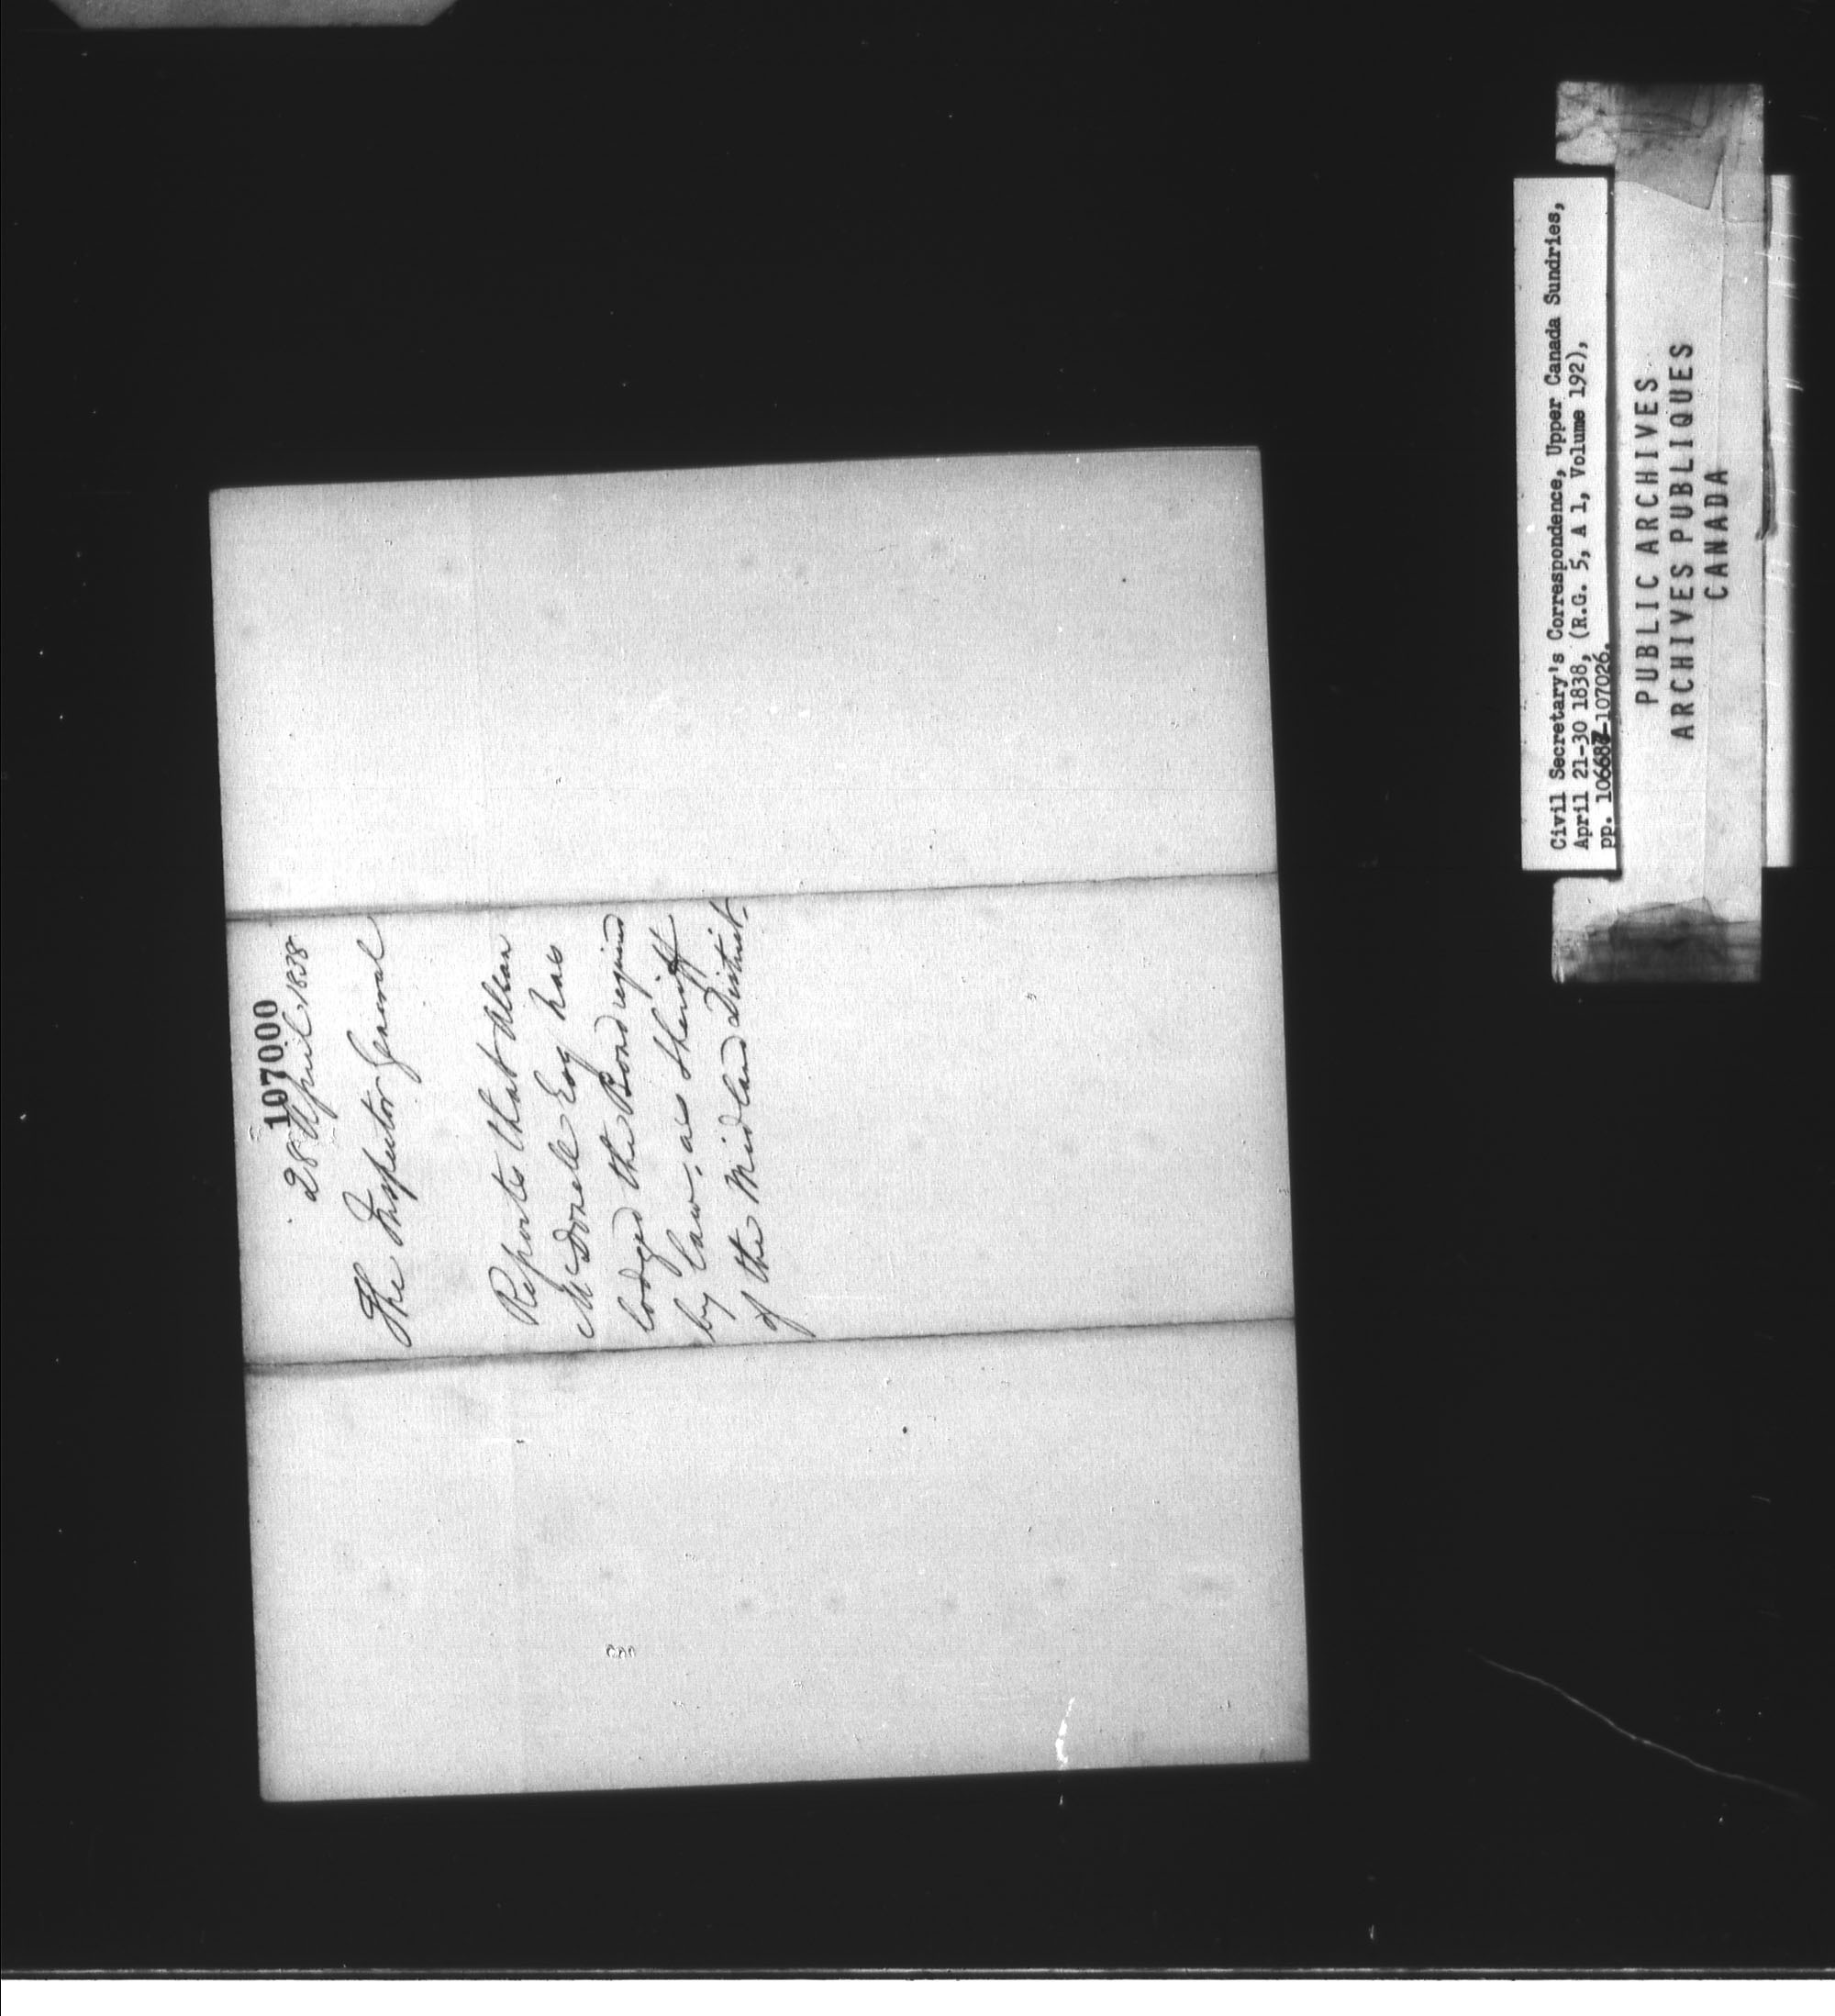 107000
28 April 1838
The Inspector General
Reports that Allan
McDonell Esq has
lodged the Bond required
by law, as Sheriff
of the Midland District
Civil Secretary's Correspondence, Upper Canada Sundries,
April 21-30 1838, (R.G. 5, A 1, Volume 192),
pp. 106687-107026.
PUBLIC ARCHIVES
ARCHIVES PUBLIQUES
CANADA